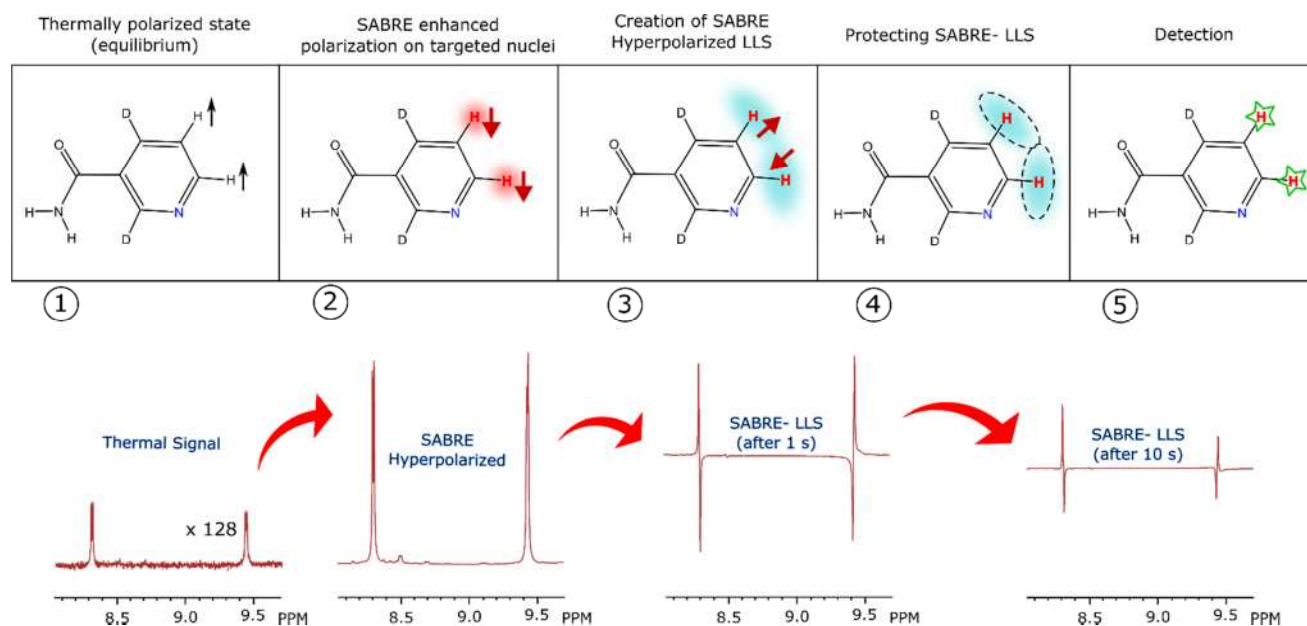 Thermally polarized state
(equilibrium)
SABRE enhanced
polarization on targeted nuclei
Creation of SABRE
Hyperpolarized LLS
Protecting SABRE- LLS
Detection
D
H
O
H
N
H
D
N
H
D
H
O
H
N
H
D
N
H
D
H
O
H
N
H
D
N
H
D
H
O
H
N
H
D
N
H
D
H
O
H
N
H
D
N
H
1
2
3
4
5
Thermal Signal
x 128
SABRE
Hyperpolarized
SABRE- LLS
(after 1 s)
SABRE- LLS
(after 10 s)
8.5 9.0 9.5 PPM
8.5 9.0 9.5 PPM
8.5 9.0 9.5 PPM
8.5 9.0 9.5 PPM